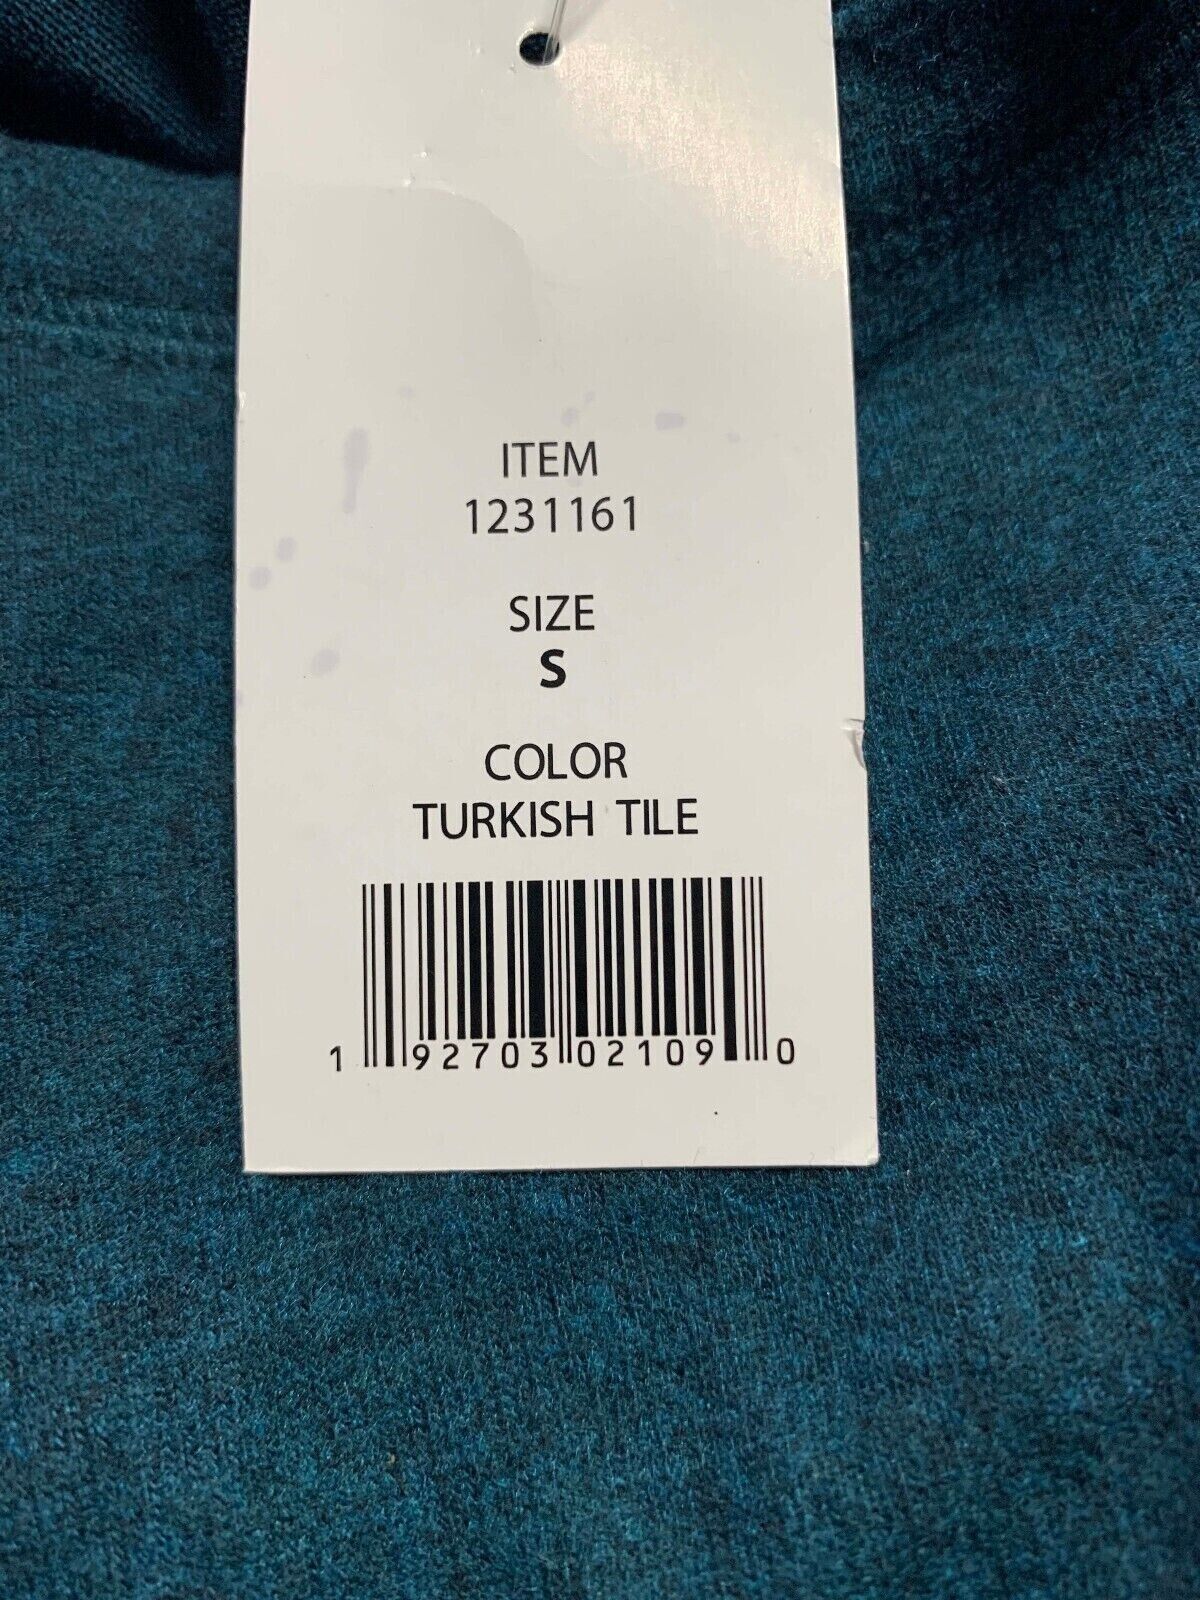 ITEM
1231161
SIZE
S
COLOR
TURKISH TILE
1 92703 02109 0